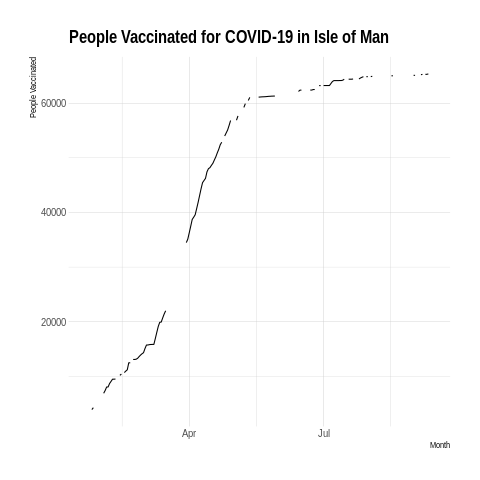 People Vaccinated for COVID-19 in Isle of Man
People Vaccinated
60000
40000
20000
Apr
Jul
Month